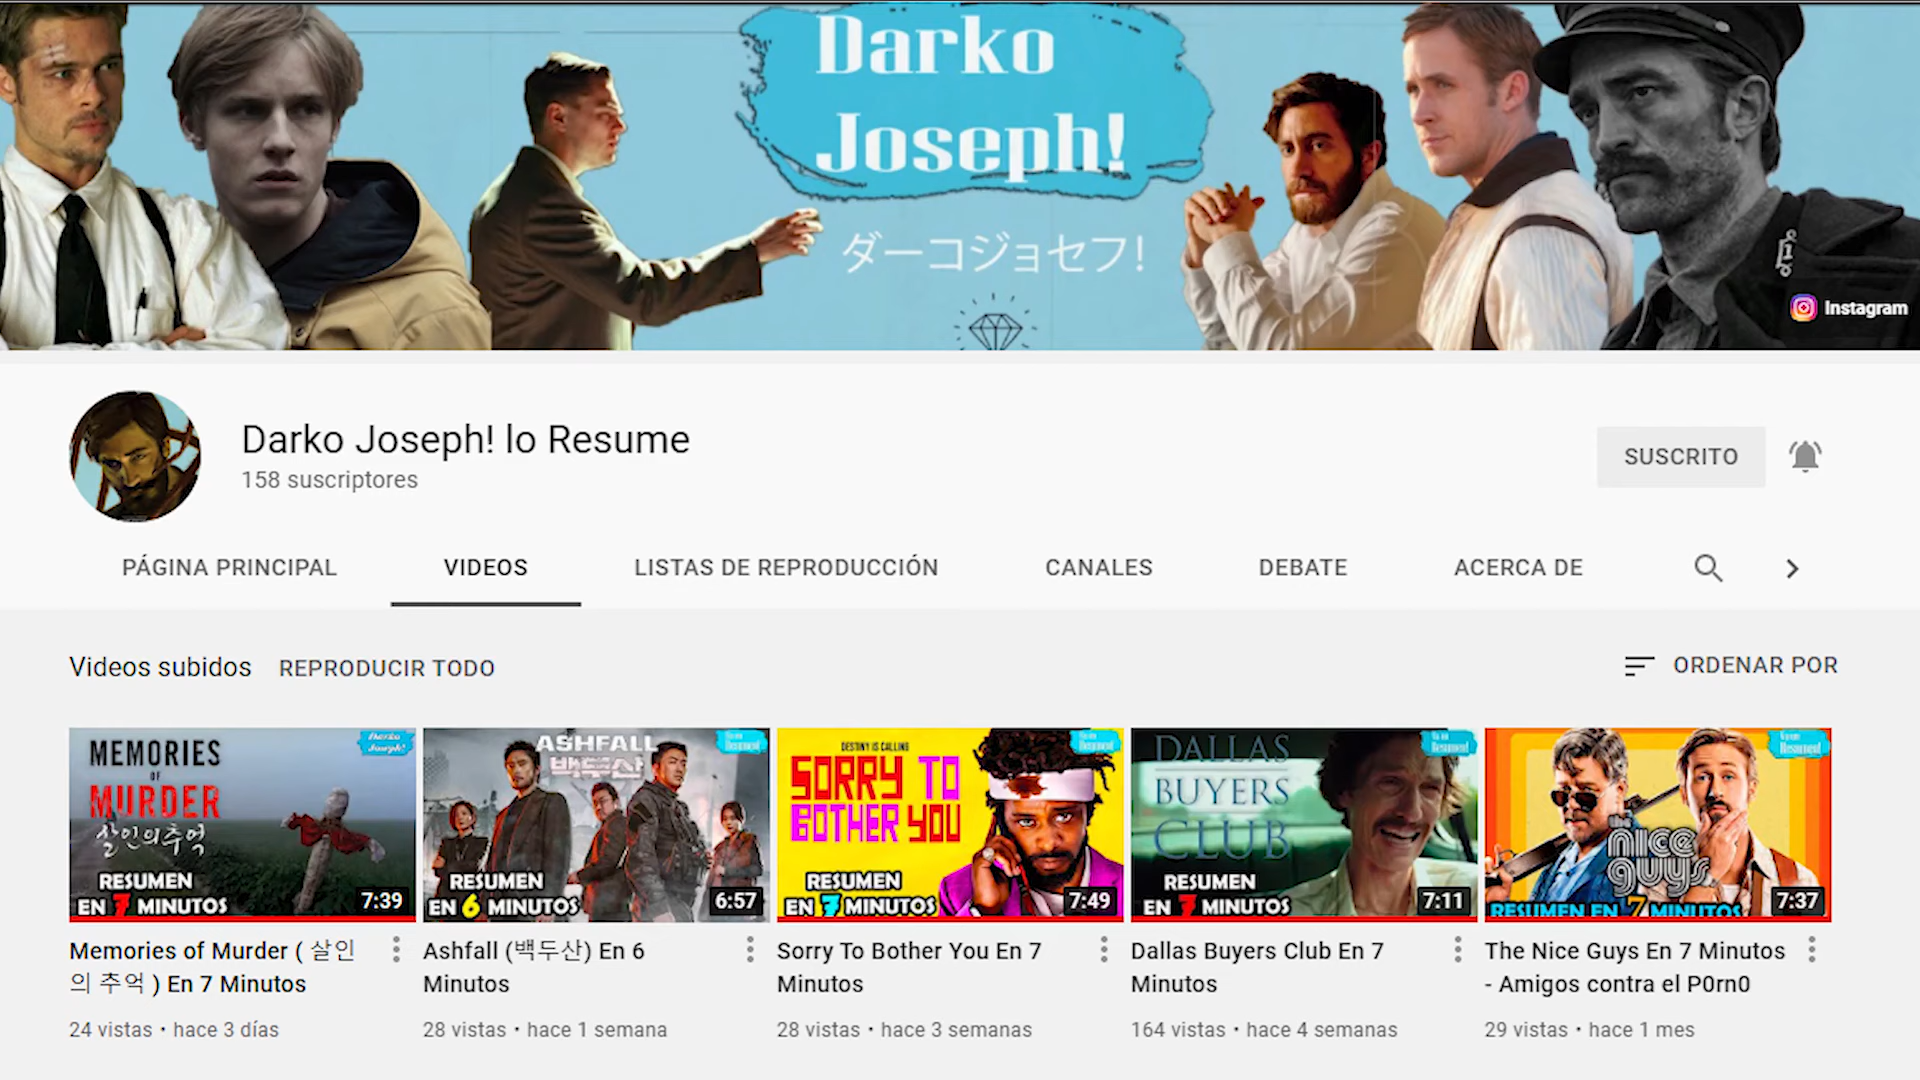 Darko
Joseph!
ダーコジョセフ!
Instagram
Darko Joseph! lo Resume
158 suscriptores
SUSCRITO
PÁGINA PRINCIPAL
VIDEOS
LISTAS DE REPRODUCCIÓN
CANALES
DEBATE
ACERCA DE
Videos subidos
REPRODUCIR TODO
ORDENAR POR
MEMORIES
OF
MURDER
살인의추억
Darko
Joseph!
RESUMEN
EN 7 MINUTOS
7:39
ASHFALL
백두산
RESUMEN
EN 6 MINUTOS
6:57
DESTINY IS CALLING
SORRY TO
BOTHER YOU
RESUMEN
EN 7 MINUTOS
7:49
DALLAS
BUYERS
CLUB
RESUMEN
EN 7 MINUTOS
7:11
the
nice
guys
RESUMEN EN 7 MINUTOS
7:37
Memories of Murder ( 살인
의 추억 ) En 7 Minutos
24 vistas • hace 3 días
Ashfall (백두산) En 6
Minutos
28 vistas • hace 1 semana
Sorry To Bother You En 7
Minutos
28 vistas • hace 3 semanas
Dallas Buyers Club En 7
Minutos
164 vistas • hace 4 semanas
The Nice Guys En 7 Minutos
- Amigos contra el P0rn0
29 vistas • hace 1 mes